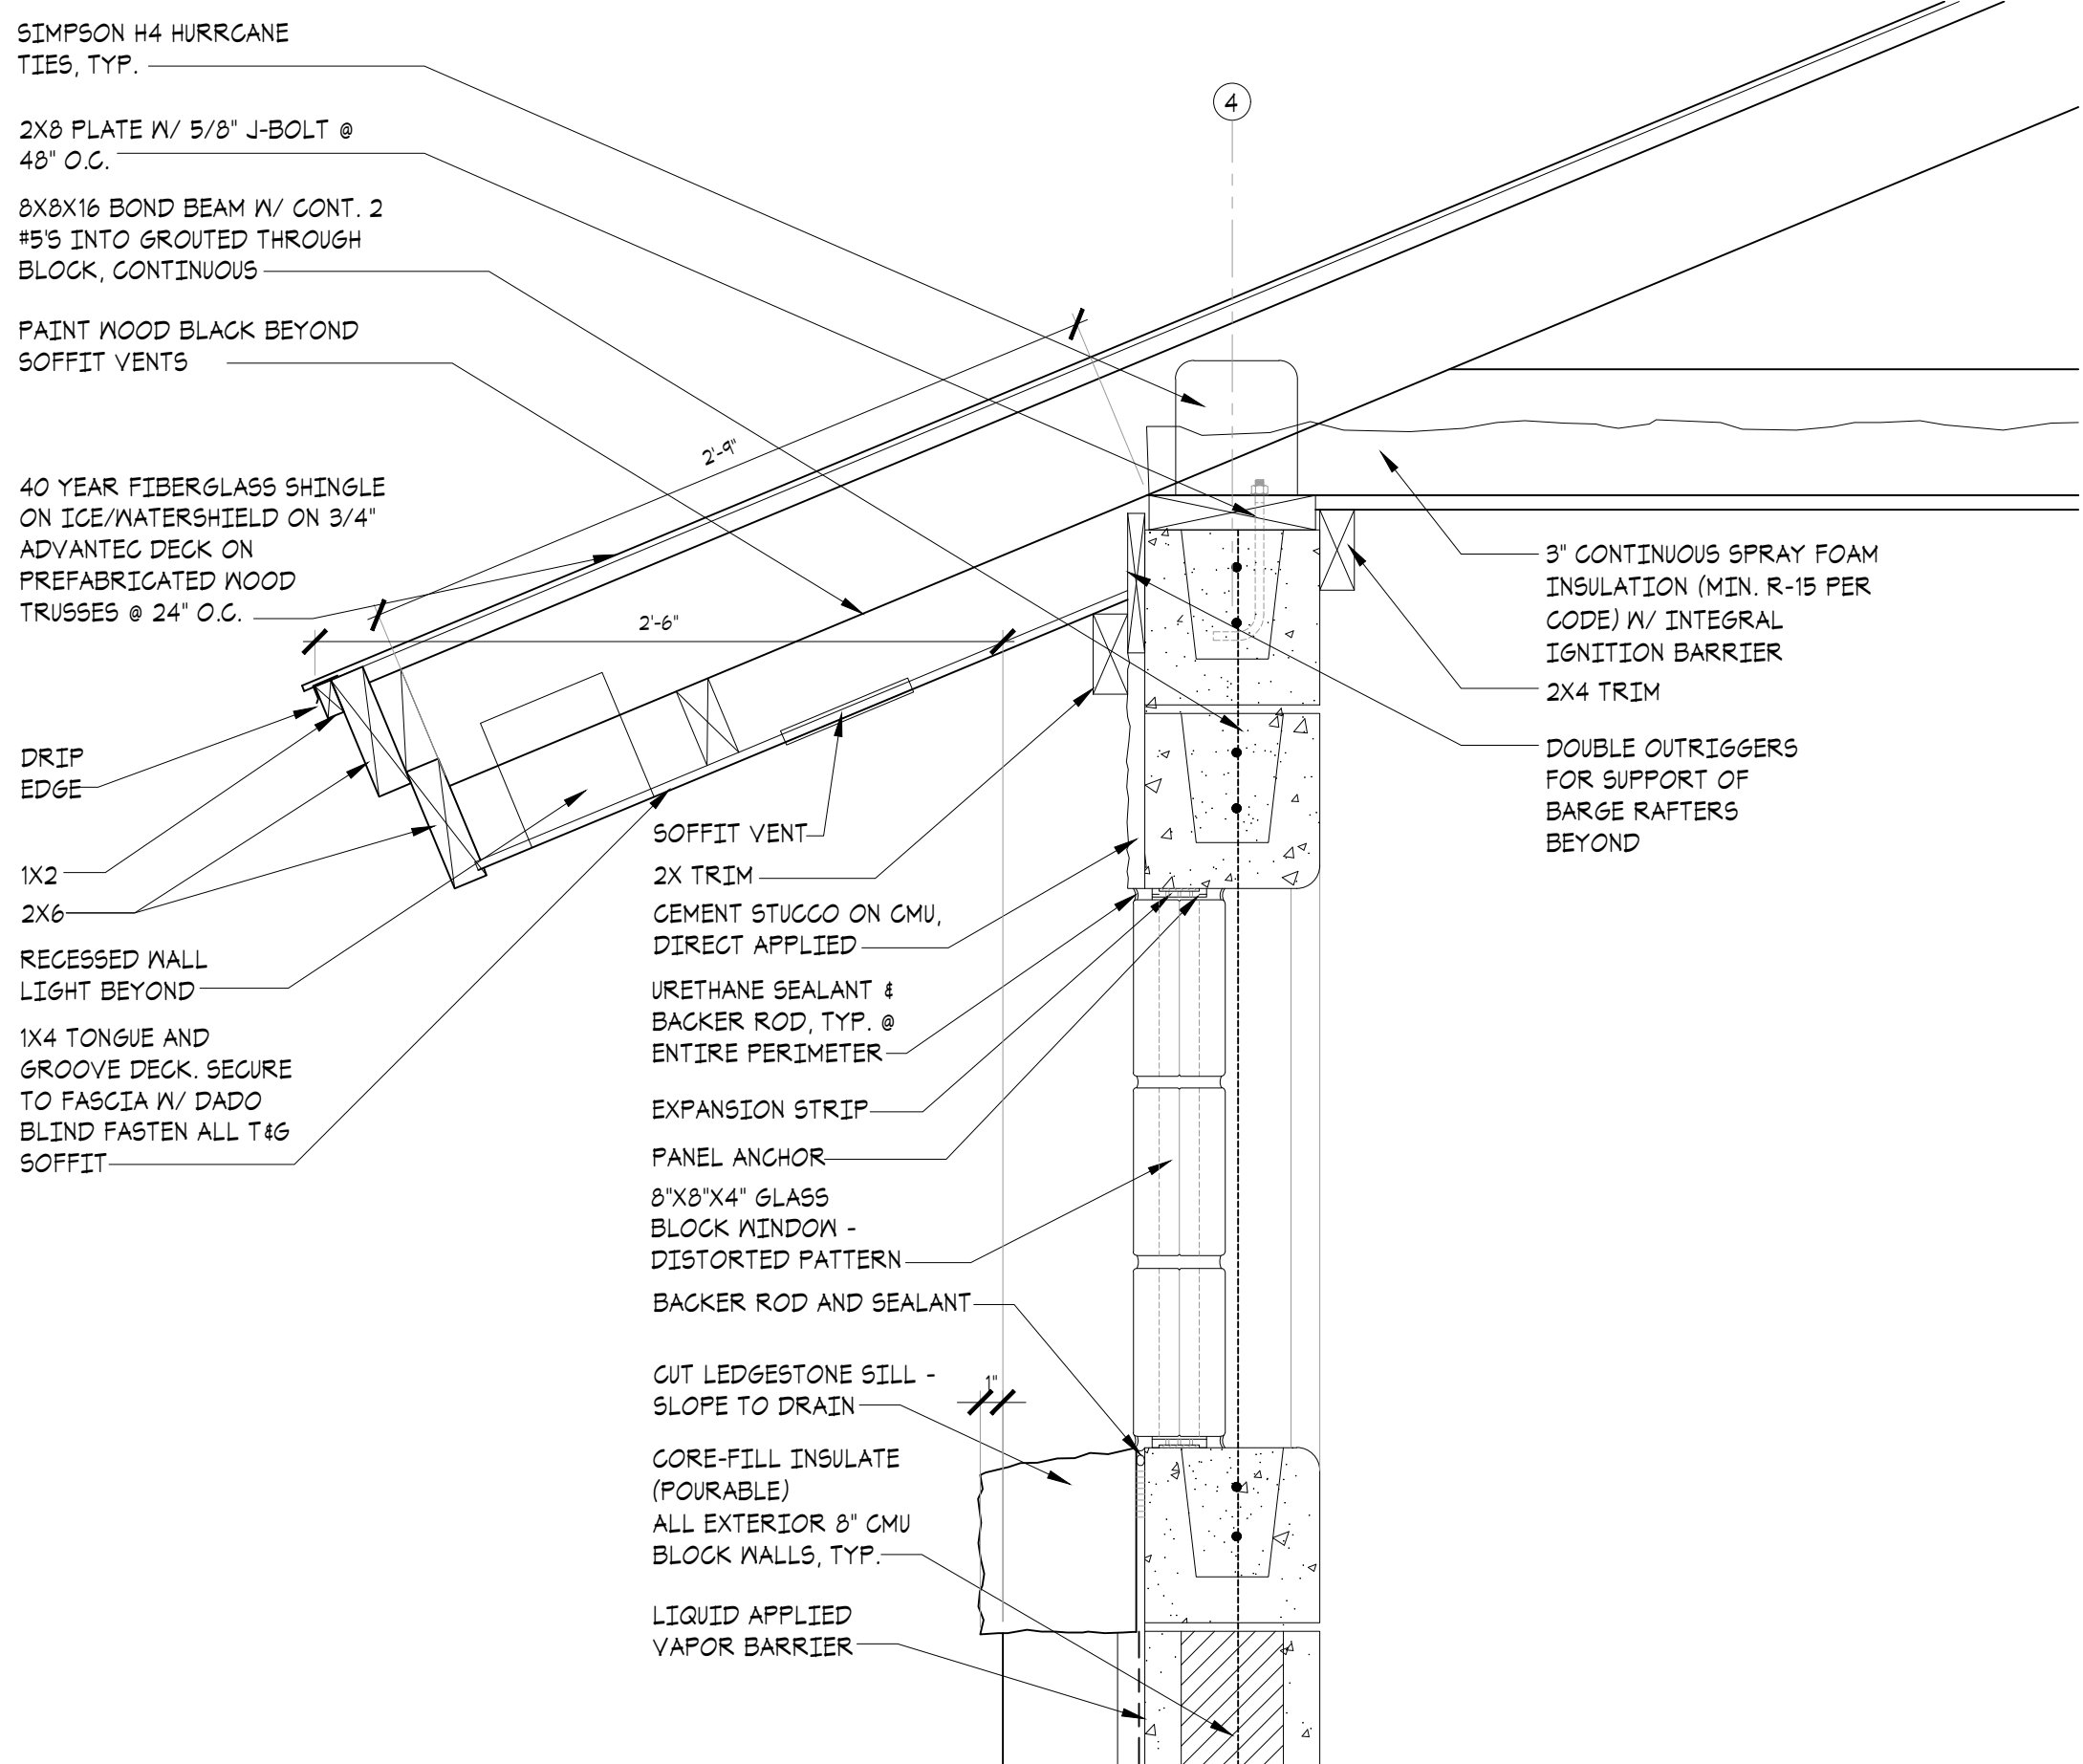 SIMPSON H4 HURRCANE
TIES, TYP.
2X8 PLATE W/ 5/8" J-BOLT @
48" O.C.
8X8X16 BOND BEAM W/ CONT. 2
#5'S INTO GROUTED THROUGH
BLOCK, CONTINUOUS
PAINT WOOD BLACK BEYOND
SOFFIT VENTS
40 YEAR FIBERGLASS SHINGLE
ON ICE/WATERSHIELD ON 3/4"
ADVANTEC DECK ON
PREFABRICATED WOOD
TRUSSES @ 24" O.C.
DRIP
EDGE
1X2
2X6
RECESSED WALL
LIGHT BEYOND
1X4 TONGUE AND
GROOVE DECK. SECURE
TO FASCIA W/ DADO
BLIND FASTEN ALL T&G
SOFFIT
4
2'-9"
2'-6"
SOFFIT VENT
2X TRIM
CEMENT STUCCO ON CMU,
DIRECT APPLIED
URETHANE SEALANT &
BACKER ROD, TYP. @
ENTIRE PERIMETER
EXPANSION STRIP
PANEL ANCHOR
8"X8"X4" GLASS
BLOCK WINDOW -
DISTORTED PATTERN
BACKER ROD AND SEALANT
1"
CUT LEDGESTONE SILL -
SLOPE TO DRAIN
CORE-FILL INSULATE
(POURABLE)
ALL EXTERIOR 8" CMU
BLOCK WALLS, TYP.
LIQUID APPLIED
VAPOR BARRIER
3" CONTINUOUS SPRAY FOAM
INSULATION (MIN. R-15 PER
CODE) W/ INTEGRAL
IGNITION BARRIER
2X4 TRIM
DOUBLE OUTRIGGERS
FOR SUPPORT OF
BARGE RAFTERS
BEYOND